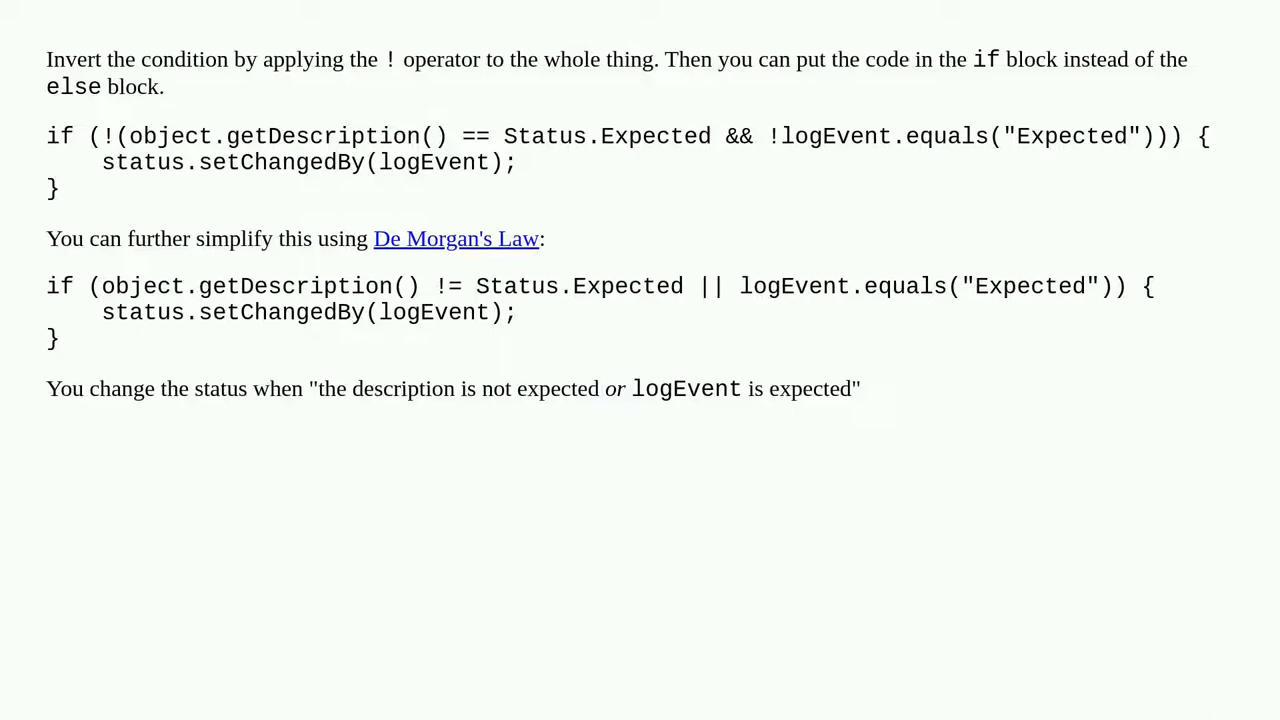 Invert the condition by applying the ! operator to the whole thing. Then you can put the code in the if block instead of the
else block.
if (!(object.getDescription() == Status.Expected && !logEvent.equals("Expected"))) {
    status.setChangedBy(logEvent);
}
You can further simplify this using De Morgan's Law:
if (object.getDescription() != Status.Expected || logEvent.equals("Expected")) {
    status.setChangedBy(logEvent);
}
You change the status when "the description is not expected or logEvent is expected"